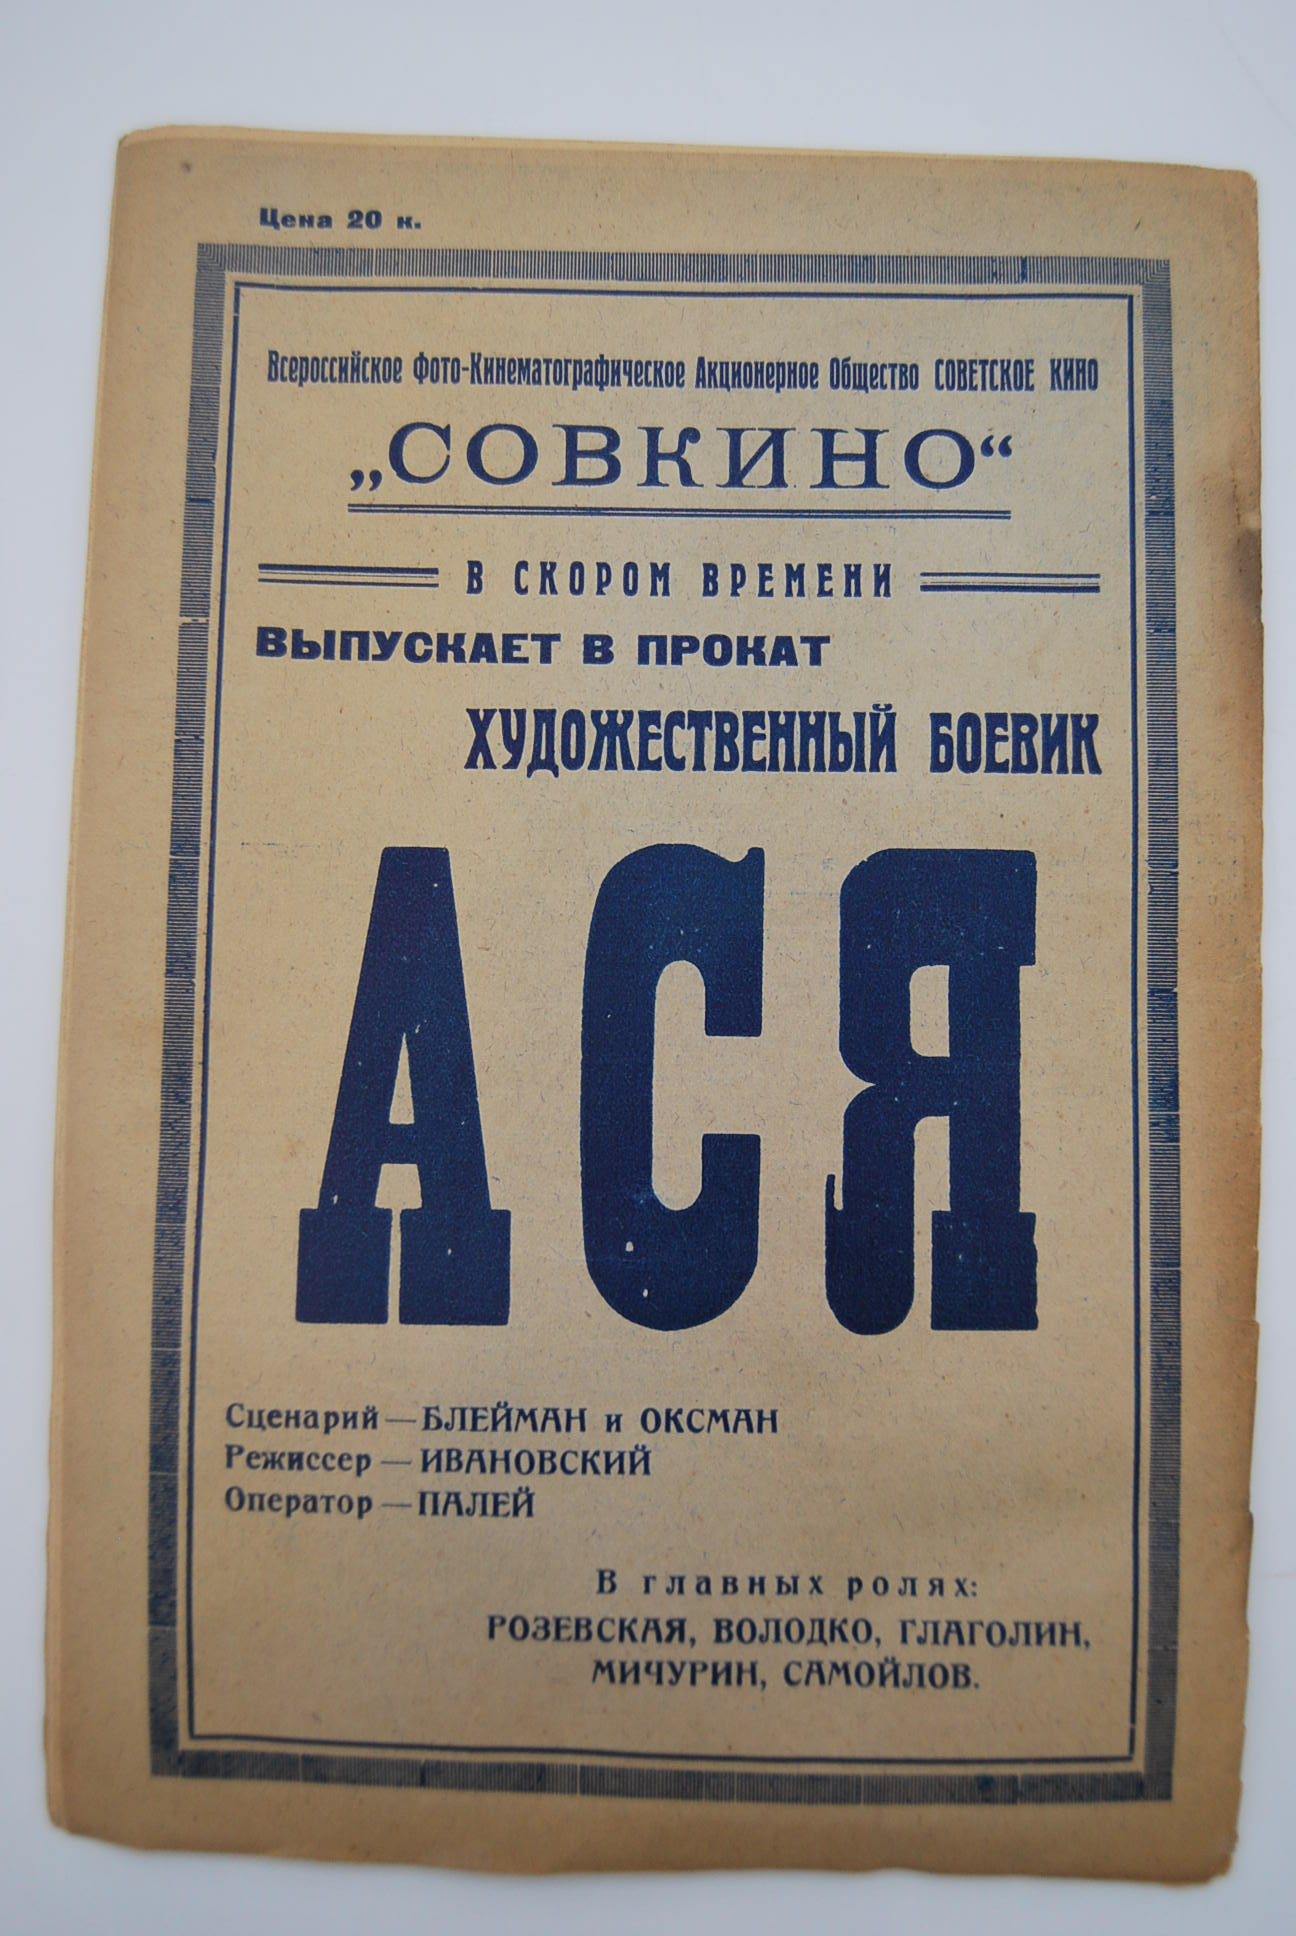 Цена 20 к.
Всероссийское Фото-Кинематографическое Акционерное Общество СОВЕТСКОЕ КИНО
„СОВКИНО“
В СКОРОМ ВРЕМЕНИ
ВЫПУСКАЕТ В ПРОКАТ
ХУДОЖЕСТВЕННЫЙ БОЕВИК
АСЯ
Сценарий — БЛЕЙМАН и ОКСМАН
Режиссер — ИВАНОВСКИЙ
Оператор — ПАЛЕЙ
В главных ролях:
РОЗЕВСКАЯ, ВОЛОДКО, ГЛАГОЛИН,
МИЧУРИН, САМОЙЛОВ.